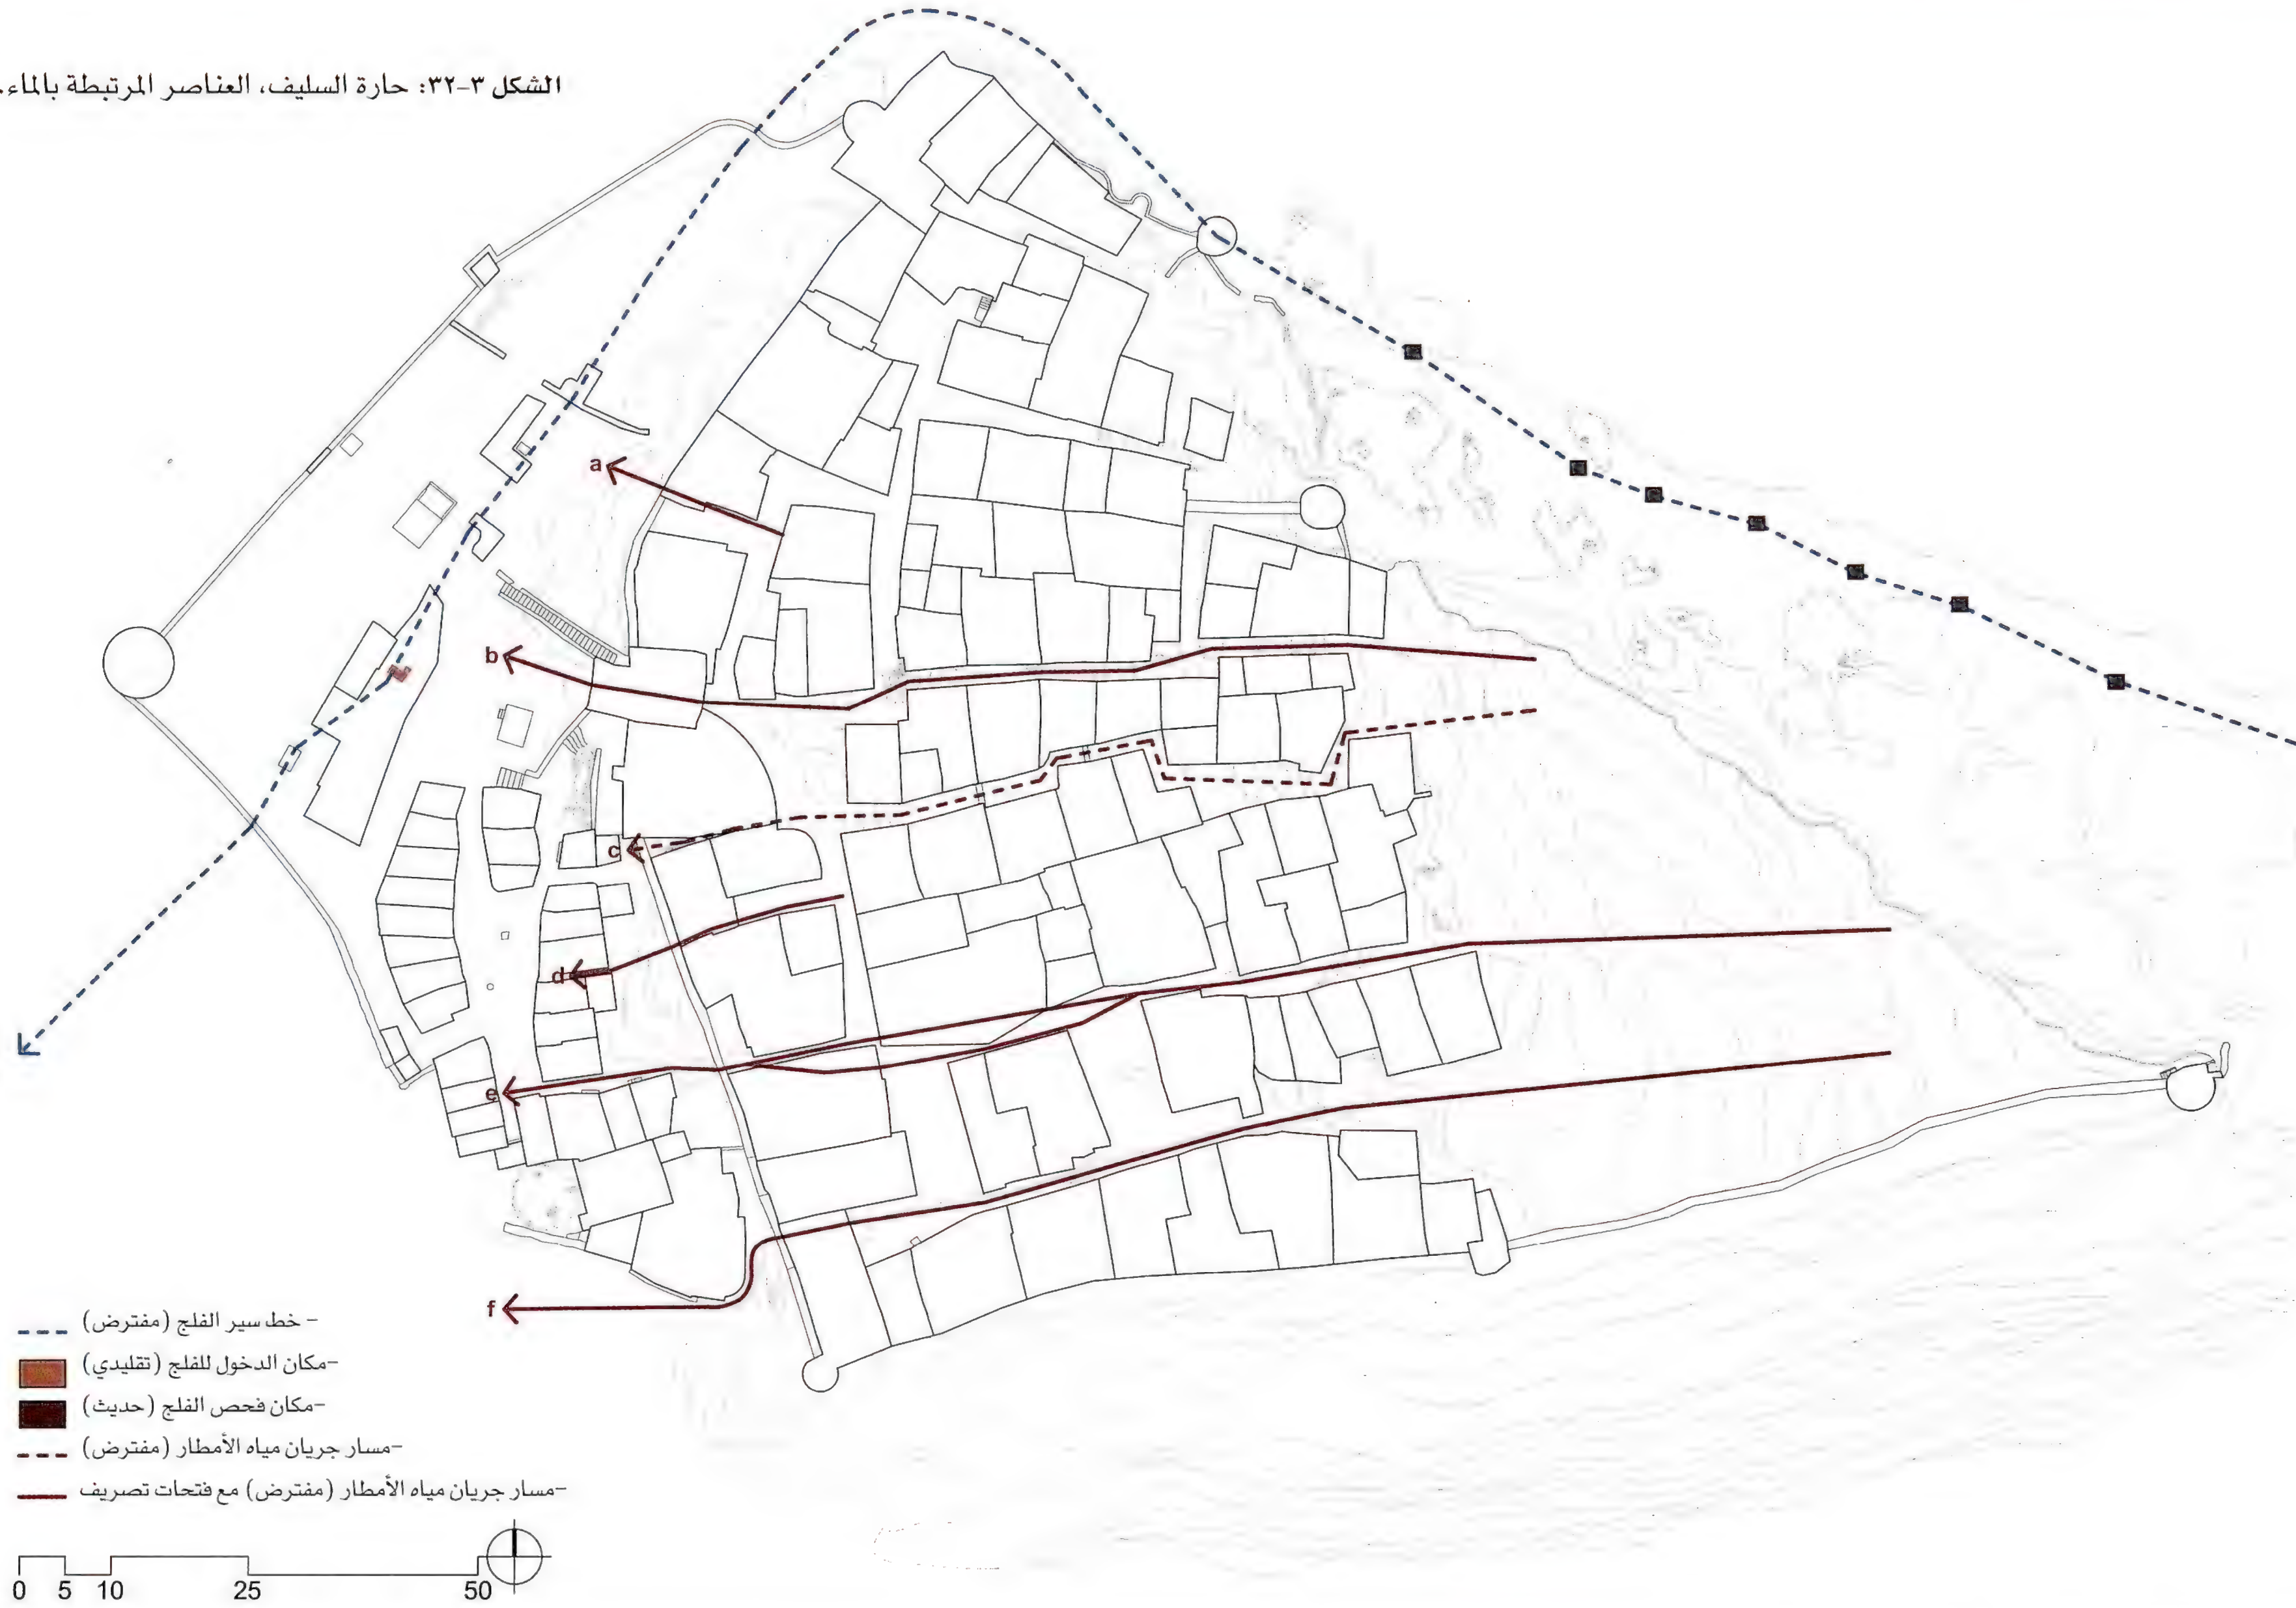 الشكل ٣-٣٢: حارة السليف، العناصر المرتبطة بالماء.
a
b
c
d
e
f
- خط سير الفلج (مفترض)
-مكان الدخول للفلج (تقليدي)
-مكان فحص الفلج (حديث)
-مسار جريان مياه الأمطار (مفترض)
-مسار جريان مياه الأمطار (مفترض) مع فتحات تصريف
0 5 10 25 50